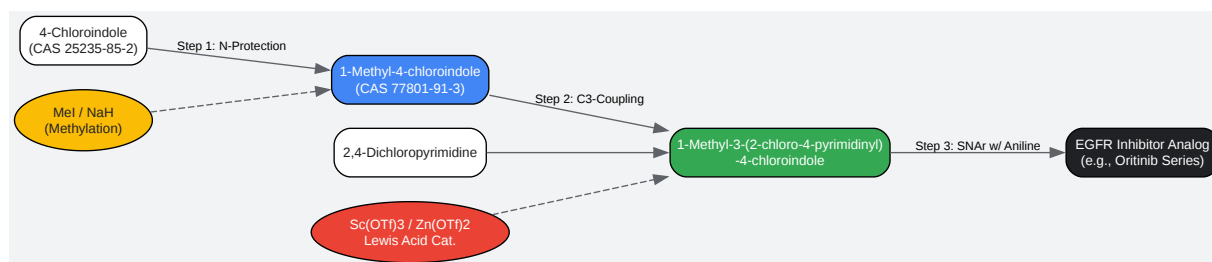 4-Chloroindole
(CAS 25235-85-2)
Step 1: N-Protection
MeI / NaH
(Methylation)
1-Methyl-4-chloroindole
(CAS 77801-91-3)
Step 2: C3-Coupling
2,4-Dichloropyrimidine
Sc(OTf)3 / Zn(OTf)2
Lewis Acid Cat.
1-Methyl-3-(2-chloro-4-pyrimidinyl)
-4-chloroindole
Step 3: SNAr w/ Aniline
EGFR Inhibitor Analog
(e.g., Oritinib Series)